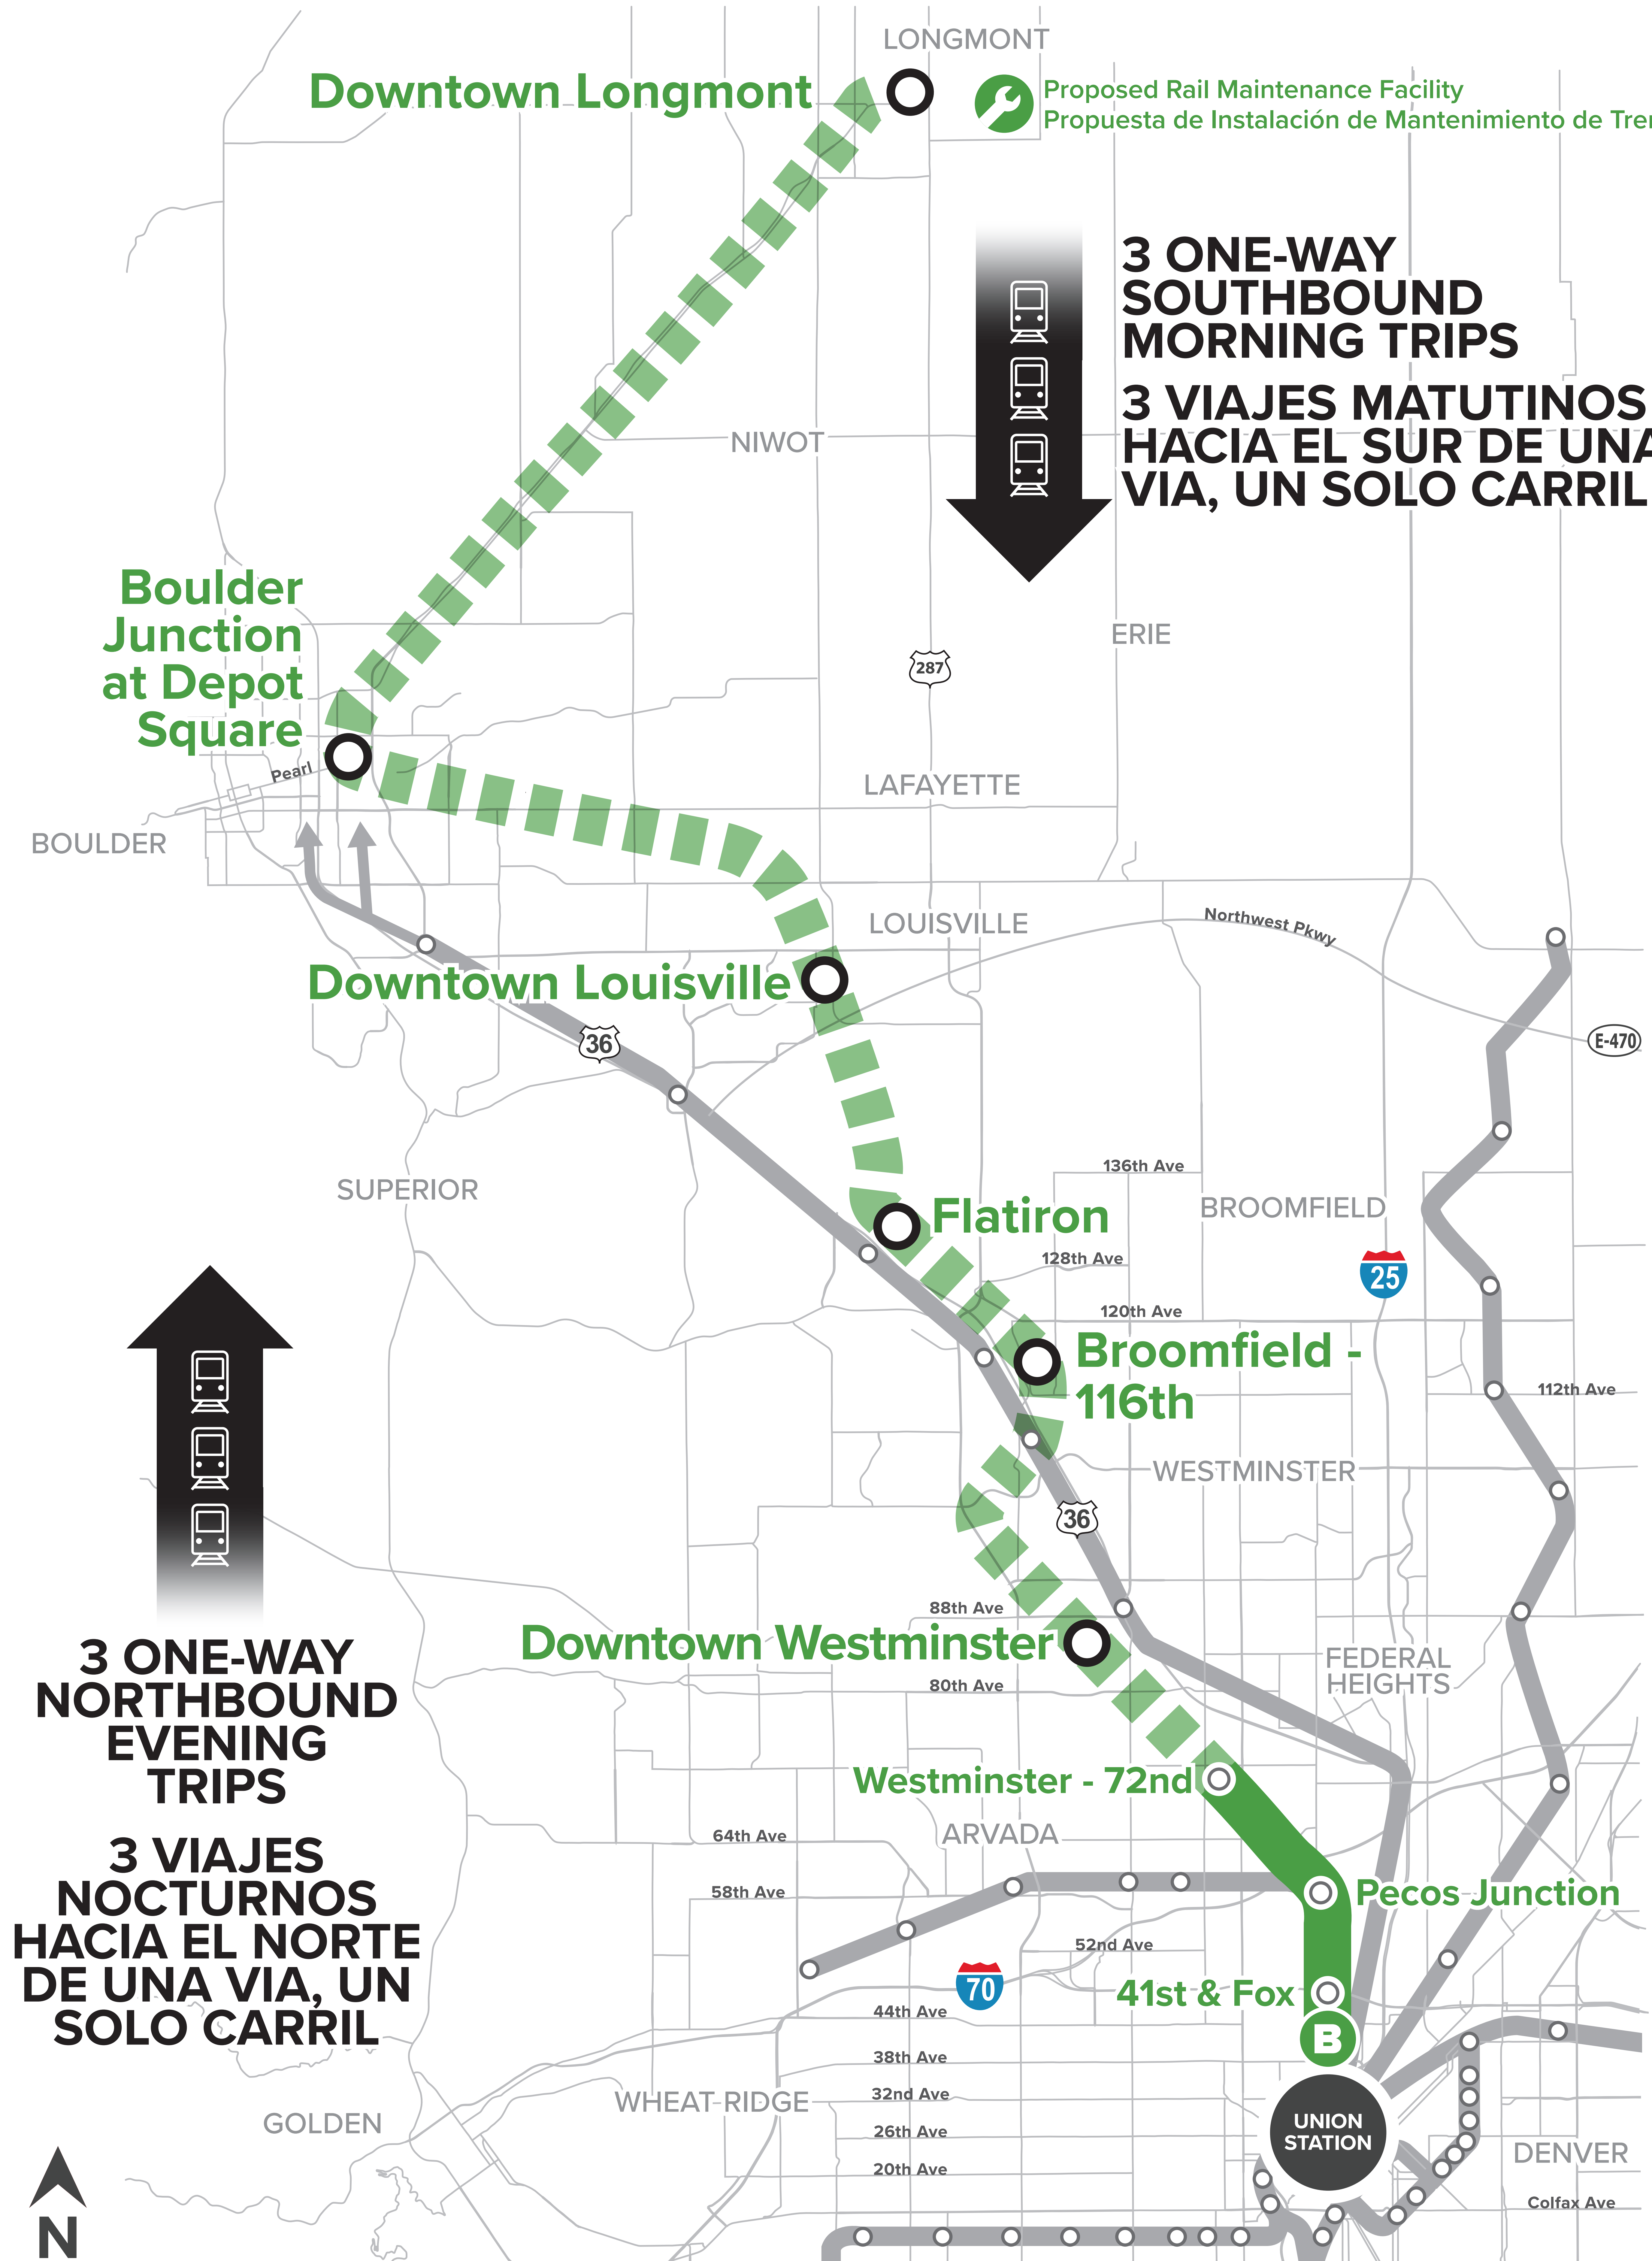 LONGMONT
Downtown Longmont
Proposed Rail Maintenance Facility
Propuesta de Instalación de Mantenimiento de Tren
3 ONE-WAY
SOUTHBOUND
MORNING TRIPS
3 VIAJES MATUTINOS
HACIA EL SUR DE UNA
VIA, UN SOLO CARRIL
NIWOT
Boulder
Junction
at Depot
Square
ERIE
287
Pearl
LAFAYETTE
BOULDER
LOUISVILLE
Northwest Pkwy
Downtown Louisville
36
E-470
136th Ave
SUPERIOR
BROOMFIELD
Flatiron
128th Ave
25
120th Ave
Broomfield -
116th
112th Ave
WESTMINSTER
36
88th Ave
Downtown Westminster
FEDERAL
HEIGHTS
80th Ave
3 ONE-WAY
NORTHBOUND
EVENING
TRIPS
3 VIAJES
NOCTURNOS
HACIA EL NORTE
DE UNA VIA, UN
SOLO CARRIL
Westminster - 72nd
64th Ave
ARVADA
58th Ave
Pecos Junction
52nd Ave
70
41st & Fox
44th Ave
B
38th Ave
32nd Ave
WHEAT RIDGE
GOLDEN
26th Ave
UNION
STATION
DENVER
20th Ave
Colfax Ave
N